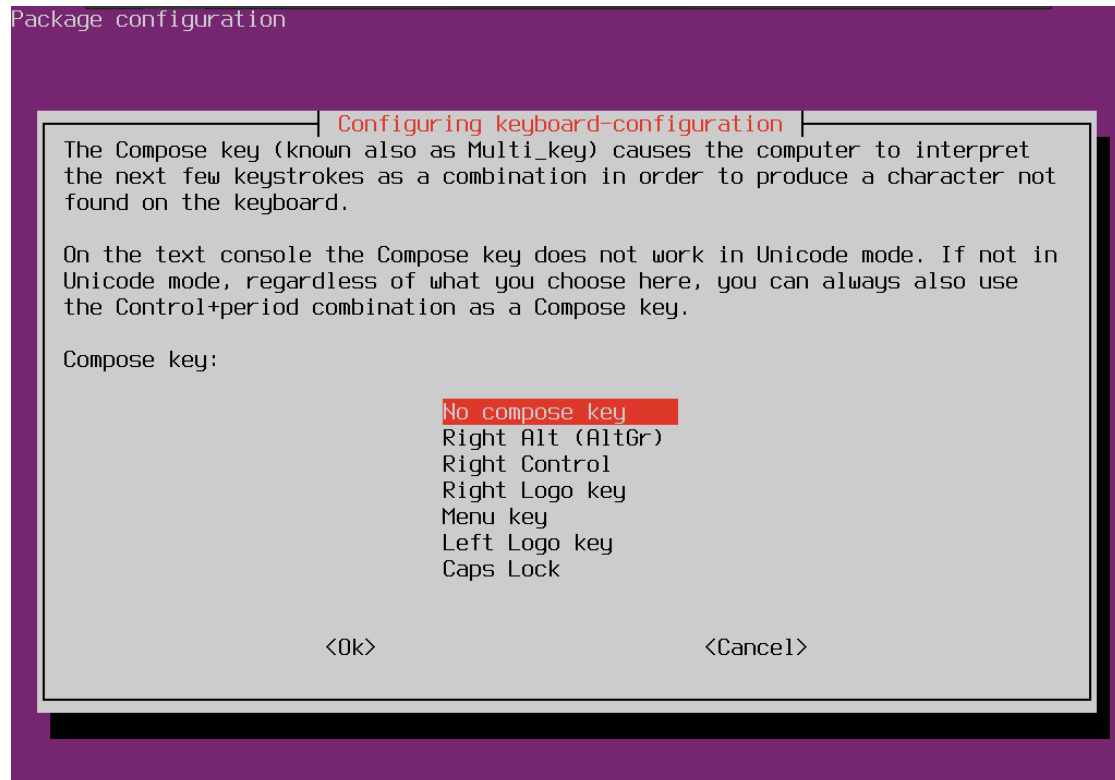 Package configuration
Configuring keyboard-configuration
The Compose key (known also as Multi_key) causes the computer to interpret
the next few keystrokes as a combination in order to produce a character not
found on the keyboard.
On the text console the Compose key does not work in Unicode mode. If not in
Unicode mode, regardless of what you choose here, you can always also use
the Control+period combination as a Compose key.
Compose key:
No compose key
Right Alt (AltGr)
Right Control
Right Logo key
Menu key
Left Logo key
Caps Lock
<Ok> <Cancel>